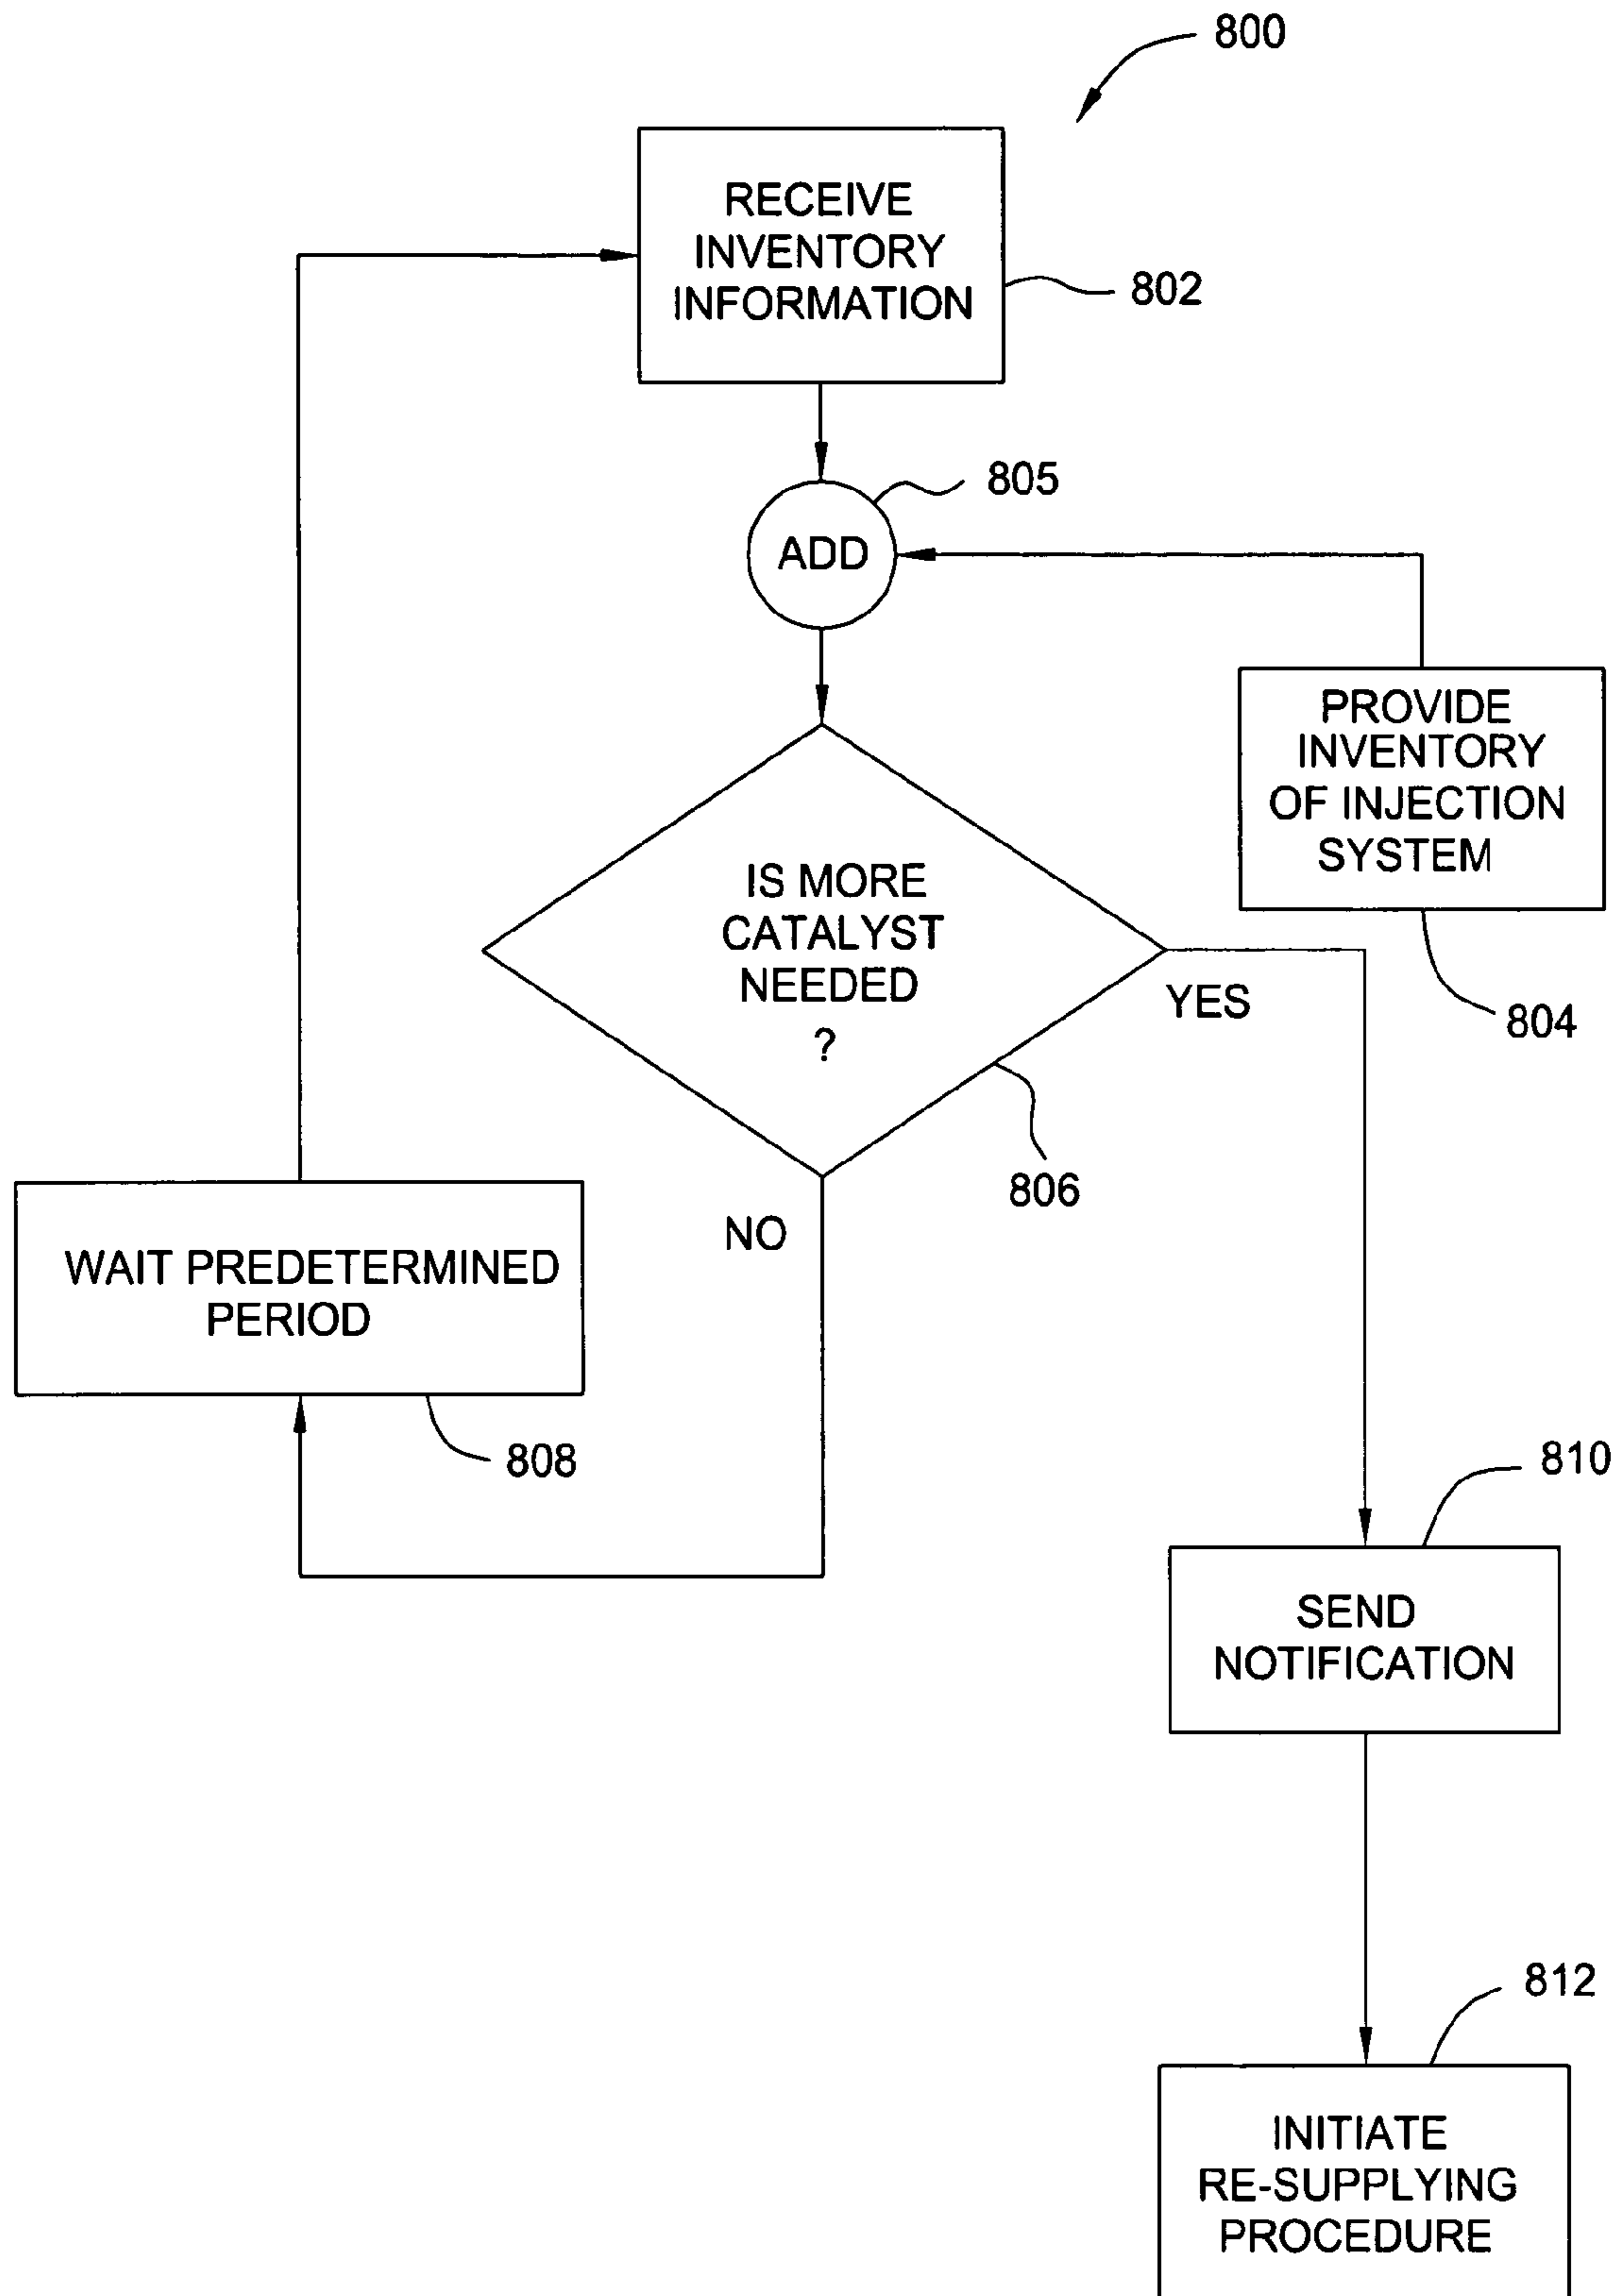 800
RECEIVE
INVENTORY
INFORMATION
802
805
ADD
PROVIDE
INVENTORY
OF INJECTION
SYSTEM
804
IS MORE
CATALYST
NEEDED
?
YES
806
NO
WAIT PREDETERMINED
PERIOD
808
810
SEND
NOTIFICATION
812
INITIATE
RE-SUPPLYING
PROCEDURE